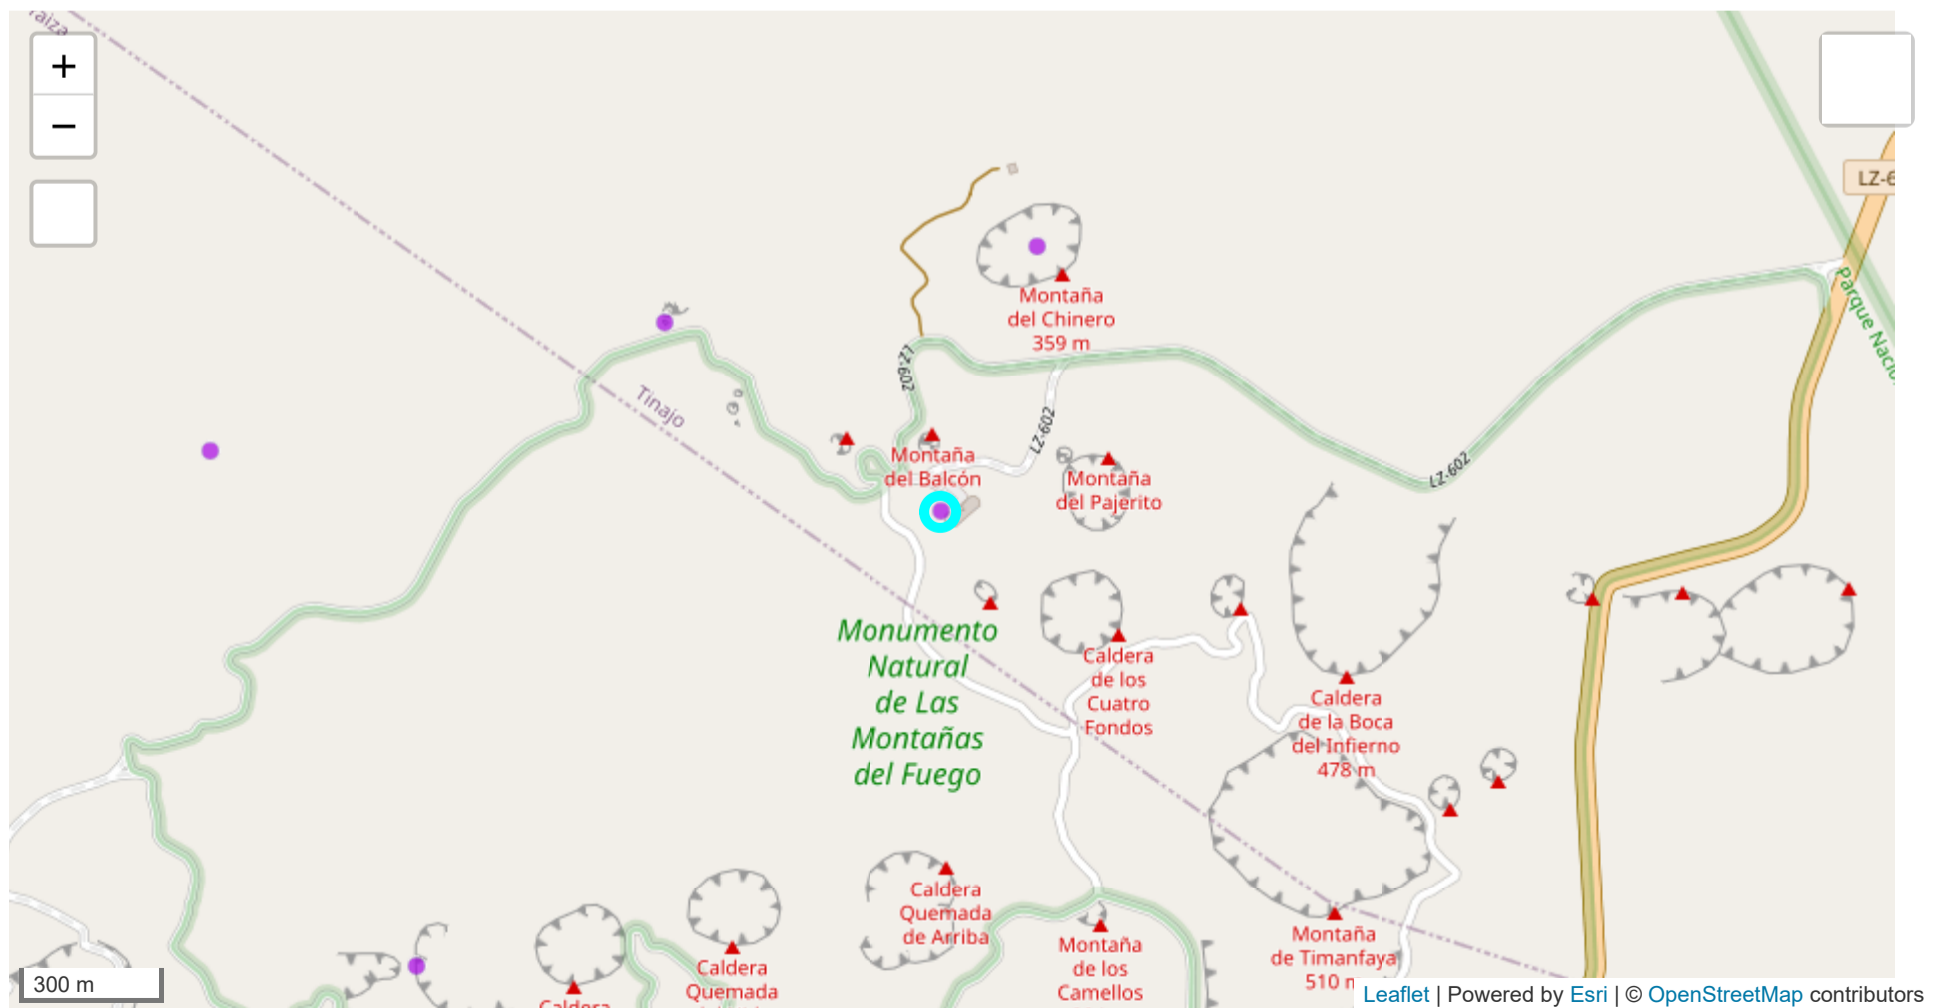 +
−
LZ-6
Montaña
del Chinero
359 m
Parque Nacio
LZ-602
Tinajo
LZ-602
Montaña
del Balcón
Montaña
del Pajerito
LZ-602
Monumento
Natural
de Las
Montañas
del Fuego
Caldera
de los
Cuatro
Fondos
Caldera
de la Boca
del Infierno
478 m
Caldera
Quemada
de Arriba
Montaña
de los
Camellos
Montaña
de Timanfaya
510 m
Caldera
Quemada
Caldera
300 m
Leaflet | Powered by Esri | © OpenStreetMap contributors